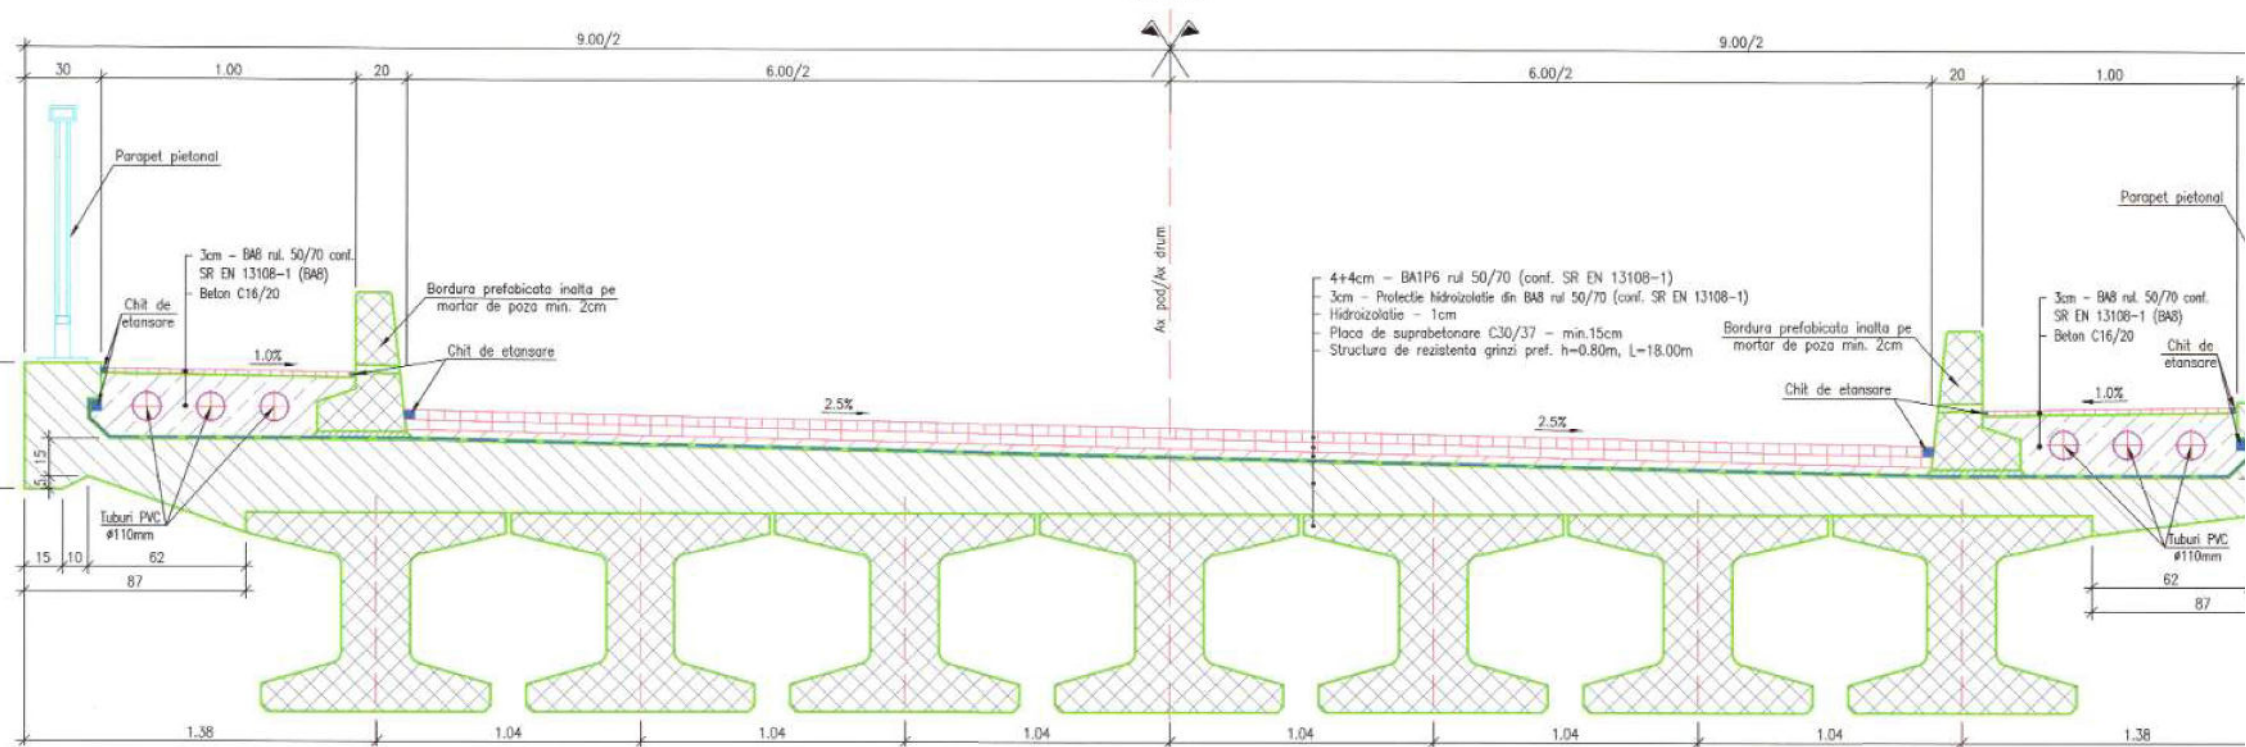 9.00/2
9.00/2
30
1.00
20
6.00/2
6.00/2
20
1.00
Parapet pietonal
Parapet pietonal
Ax pod/Ax drum
3cm - BA8 rul. 50/70 conf.
SR EN 13108-1 (BA8)
Beton C16/20
Chit de
etansare
Bordura prefabicata inalta pe
mortar de poza min. 2cm
Chit de etansare
1.0%
2.5%
4+4cm - BA1P6 rul 50/70 (conf. SR EN 13108-1)
3cm - Protectie hidroizolatie din BA8 rul 50/70 (conf. SR EN 13108-1)
Hidroizolatie - 1cm
Placa de suprabetonare C30/37 - min.15cm
Structura de rezistenta grinzi pref. h=0.80m, L=18.00m
2.5%
Bordura prefabicata inalta pe
mortar de poza min. 2cm
Chit de etansare
3cm - BA8 rul. 50/70 conf.
SR EN 13108-1 (BA8)
Beton C16/20
Chit de
etansare
1.0%
15
5
Tuburi PVC
ø110mm
Tuburi PVC
ø110mm
15
10
62
87
62
87
1.38
1.04
1.04
1.04
1.04
1.04
1.04
1.38